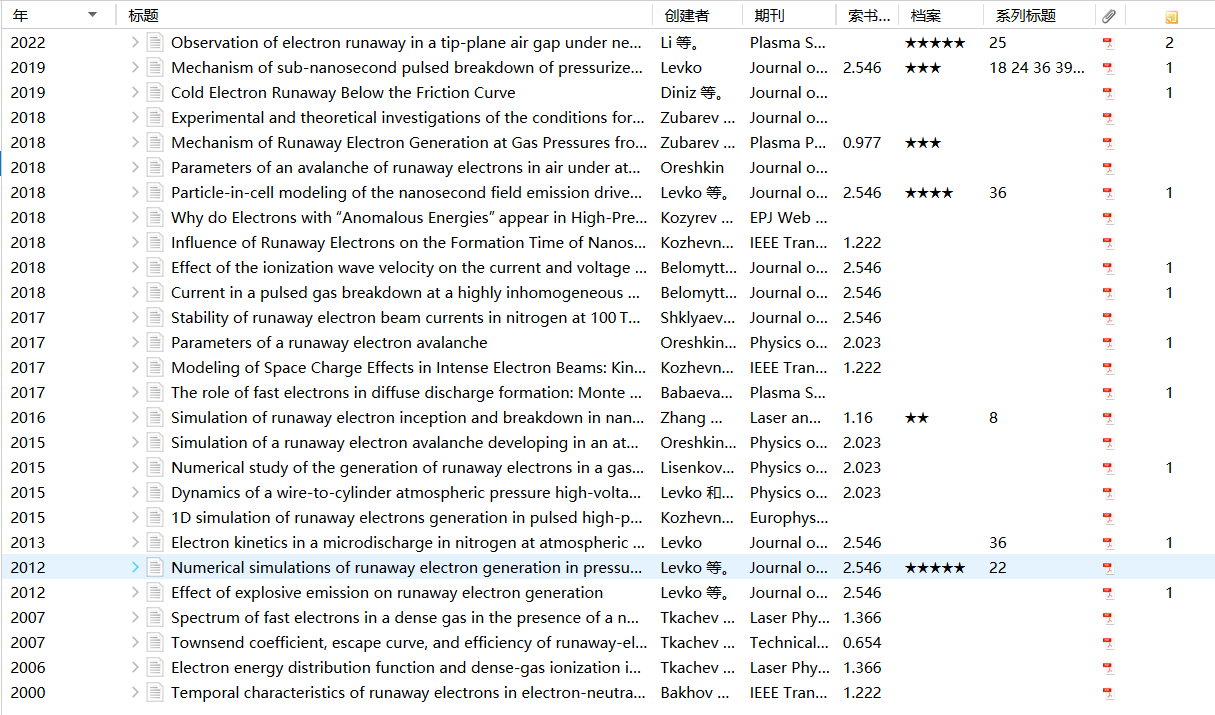 年 标题 创建者 期刊 索书... 档案 系列标题
2022 Observation of electron runaway in a tip-plane air gap under ne... Li 等。 Plasma S... ★★★★★ 25 2
2019 Mechanism of sub-nanosecond pulsed breakdown of pressurize... Levko Journal o... 2.546 ★★★ 18 24 36 39... 1
2019 Cold Electron Runaway Below the Friction Curve Diniz 等。 Journal o... 1
2018 Experimental and theoretical investigations of the conditions for... Zubarev ... Journal o...
2018 Mechanism of Runaway Electron Generation at Gas Pressures fro... Zubarev ... Plasma P... 0.977 ★★★
2018 Parameters of an avalanche of runaway electrons in air under at... Oreshkin Journal o...
2018 Particle-in-cell modeling of the nanosecond field emission drive... Levko 等。 Journal o... 2.546 ★★★★ 36 1
2018 Why do Electrons with “Anomalous Energies” appear in High-Pre... Kozyrev ... EPJ Web ...
2018 Influence of Runaway Electrons on the Formation Time of Nanos... Kozhevn... IEEE Tran... 1.222
2018 Effect of the ionization wave velocity on the current and voltage ... Belomytt... Journal o... 2.546 1
2018 Current in a pulsed gas breakdown at a highly inhomogeneous ... Belomytt... Journal o... 2.546 1
2017 Stability of runaway electron beam currents in nitrogen at 100 T... Shklyaev... Journal o... 2.546
2017 Parameters of a runaway electron avalanche Oreshkin... Physics o... 2.023 1
2017 Modeling of Space Charge Effects in Intense Electron Beams: Kin... Kozhevn... IEEE Tran... 1.222
2017 The role of fast electrons in diffuse discharge formation: Monte ... Babaeva... Plasma S... 1
2016 Simulation of runaway electron inception and breakdown in nan... Zhang ... Laser an... 1.16 ★★ 8
2015 Simulation of a runaway electron avalanche developing in an at... Oreshkin... Physics o... 2.023
2015 Numerical study of the generation of runaway electrons in a gas... Lisenkov... Physics o... 2.023 1
2015 Dynamics of a wire-to-cylinder atmospheric pressure high-volta... Levko 和... Physics o... 2.023
2015 1D simulation of runaway electrons generation in pulsed high-p... Kozhevn... Europhys...
2013 Electron kinetics in a microdischarge in nitrogen at atmospheric ... Levko Journal o... 2.546 36 1
2012 Numerical simulations of runaway electron generation in pressu... Levko 等。 Journal o... 2.546 ★★★★★ 22
2012 Effect of explosive emission on runaway electron generation Levko 等。 Journal o... 2.546 1
2007 Spectrum of fast electrons in a dense gas in the presence of a n... Tkachev ... Laser Phy... 1.366
2007 Townsend coefficient, escape curve, and efficiency of runaway-el... Tkachev ... Technical... 0.654
2006 Electron energy distribution function and dense-gas ionization i... Tkachev ... Laser Phy... 1.366
2000 Temporal characteristics of runaway electrons in electron-neutra... Bakhov ... IEEE Tran... 1.222